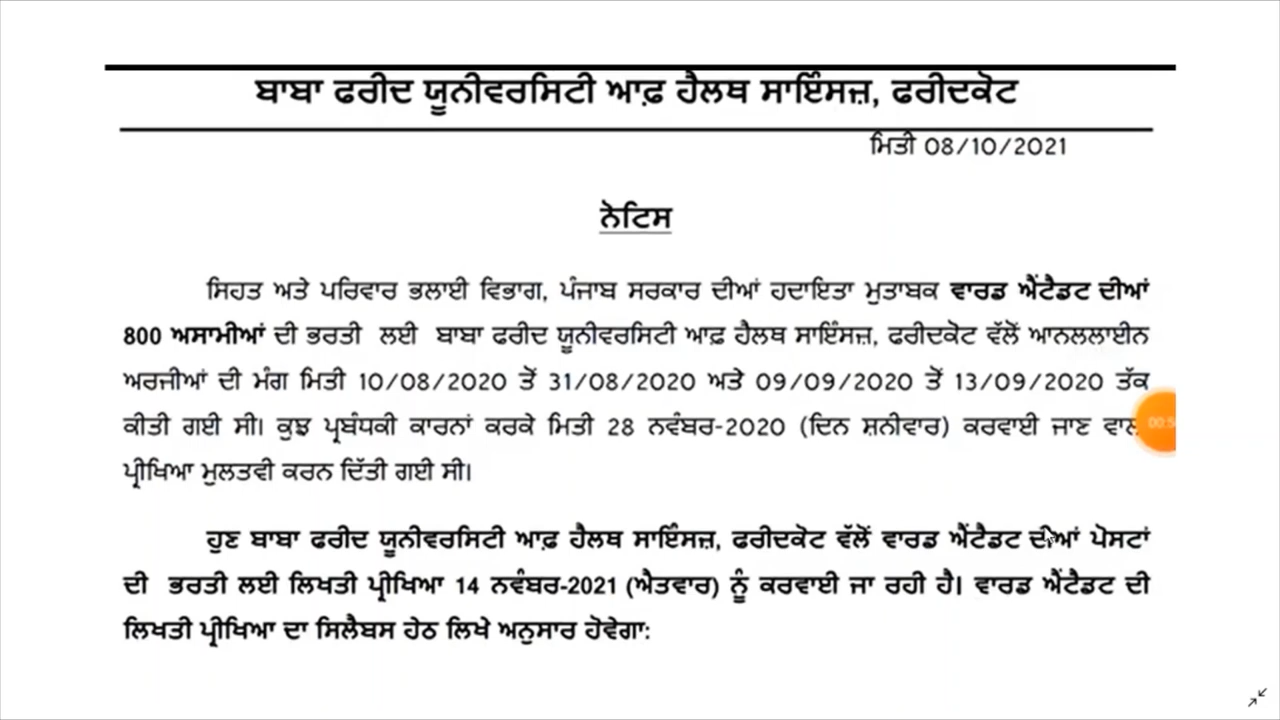 ਬਾਬਾ ਫਰੀਦ ਯੂਨੀਵਰਸਿਟੀ ਆਫ਼ ਹੈਲਥ ਸਾਇੰਸਜ਼, ਫਰੀਦਕੋਟ
ਮਿਤੀ 08/10/2021
ਨੋਟਿਸ
ਸਿਹਤ ਅਤੇ ਪਰਿਵਾਰ ਭਲਾਈ ਵਿਭਾਗ, ਪੰਜਾਬ ਸਰਕਾਰ ਦੀਆਂ ਹਦਾਇਤਾ ਮੁਤਾਬਕ ਵਾਰਡ ਐਂਟੈਡਟ ਦੀਆਂ
800 ਅਸਾਮੀਆਂ ਦੀ ਭਰਤੀ ਲਈ ਬਾਬਾ ਫਰੀਦ ਯੂਨੀਵਰਸਿਟੀ ਆਫ਼ ਹੈਲਥ ਸਾਇੰਸਜ਼, ਫਰੀਦਕੋਟ ਵੱਲੋਂ ਆਨਲਲਾਈਨ
ਅਰਜੀਆਂ ਦੀ ਮੰਗ ਮਿਤੀ 10/08/2020 ਤੋਂ 31/08/2020 ਅਤੇ 09/09/2020 ਤੋਂ 13/09/2020 ਤੱਕ
ਕੀਤੀ ਗਈ ਸੀ। ਕੁਝ ਪ੍ਰਬੰਧਕੀ ਕਾਰਨਾਂ ਕਰਕੇ ਮਿਤੀ 28 ਨਵੰਬਰ-2020 (ਦਿਨ ਸ਼ਨੀਵਾਰ) ਕਰਵਾਈ ਜਾਣ
ਪ੍ਰੀਖਿਆ ਮੁਲਤਵੀ ਕਰਨ ਦਿੱਤੀ ਗਈ ਸੀ।
ਹੁਣ ਬਾਬਾ ਫਰੀਦ ਯੂਨੀਵਰਸਿਟੀ ਆਫ਼ ਹੈਲਥ ਸਾਇੰਸਜ਼, ਫਰੀਦਕੋਟ ਵੱਲੋਂ ਵਾਰਡ ਐਂਟੈਡਟ ਦੀਆਂ ਪੋਸਟਾਂ
ਦੀ ਭਰਤੀ ਲਈ ਲਿਖਤੀ ਪ੍ਰੀਖਿਆ 14 ਨਵੰਬਰ-2021 (ਐਤਵਾਰ) ਨੂੰ ਕਰਵਾਈ ਜਾ ਰਹੀ ਹੈ। ਵਾਰਡ ਐਂਟੈਡਟ ਦੀ
ਲਿਖਤੀ ਪ੍ਰੀਖਿਆ ਦਾ ਸਿਲੈਬਸ ਹੇਠ ਲਿਖੇ ਅਨੁਸਾਰ ਹੋਵੇਗਾ: